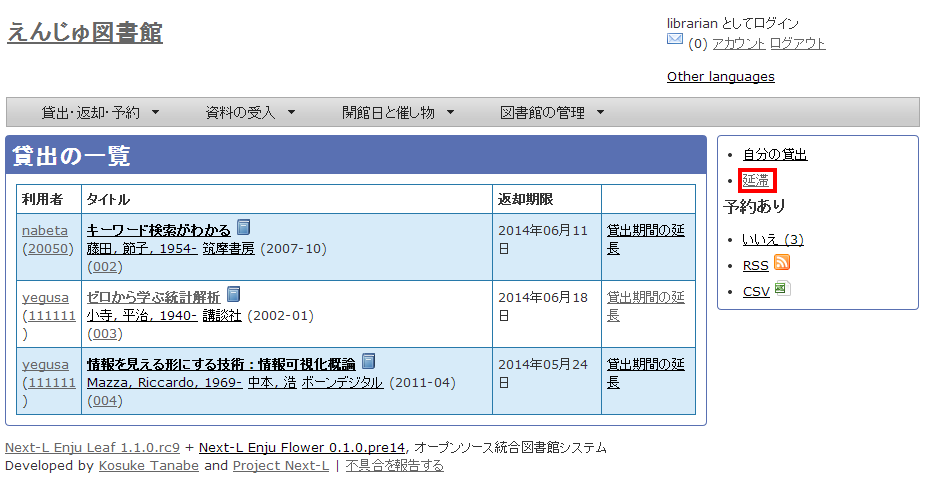 えんじゅ図書館
librarian としてログイン
(0) アカウント ログアウト
Other languages
貸出・返却・予約 資料の受入 開館日と催し物 図書館の管理
貸出の一覧
利用者 タイトル 返却期限
nabeta (20050) キーワード検索がわかる 2014年06月11日 貸出期間の延長
藤田, 節子, 1954- 筑摩書房 (2007-10)
(002)
yegusa (111111) ゼロから学ぶ統計解析 2014年06月18日 貸出期間の延長
小寺, 平治, 1940- 講談社 (2002-01)
(003)
yegusa (111111) 情報を見える形にする技術 : 情報可視化概論 2014年05月24日 貸出期間の延長
Mazza, Riccardo, 1969- 中本, 浩 ボーンデジタル (2011-04)
(004)
自分の貸出
延滞
予約あり
いいえ (3)
RSS
CSV
Next-L Enju Leaf 1.1.0.rc9 + Next-L Enju Flower 0.1.0.pre14, オープンソース統合図書館システム
Developed by Kosuke Tanabe and Project Next-L | 不具合を報告する